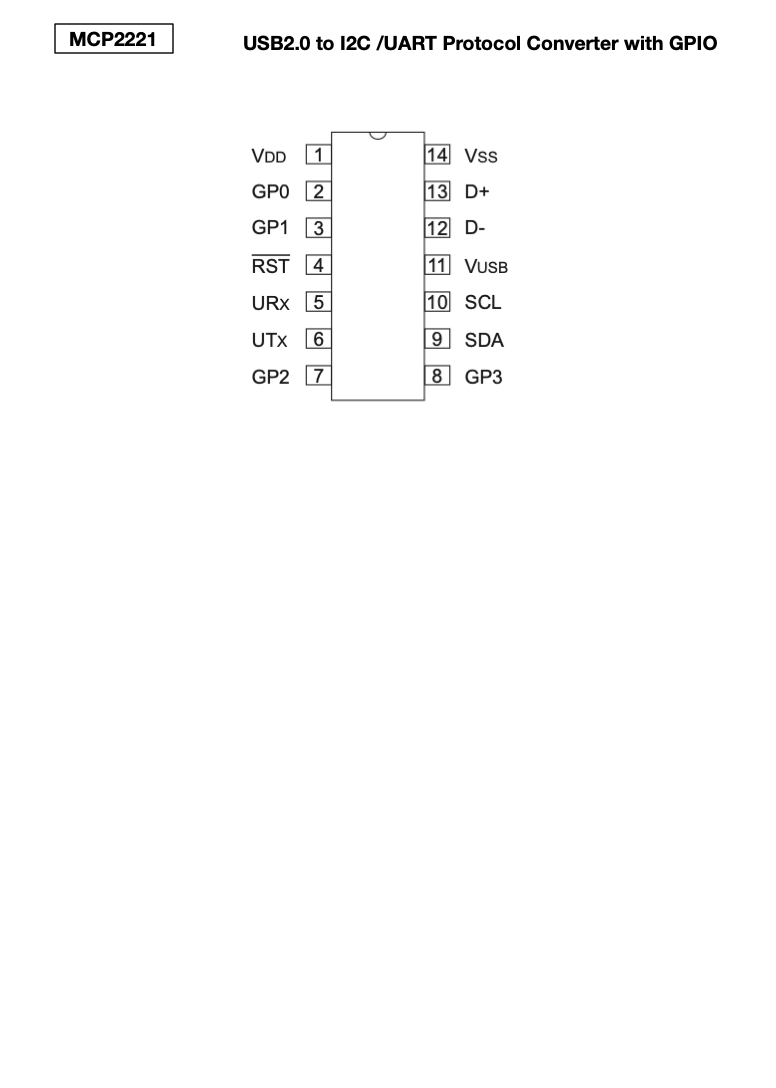 MCP2221 USB2.0 to I2C /UART Protocol Converter with GPIO
VDD 1 14 VSS
GP0 2 13 D+
GP1 3 12 D-
RST 4 11 VUSB
URx 5 10 SCL
UTx 6 9 SDA
GP2 7 8 GP3